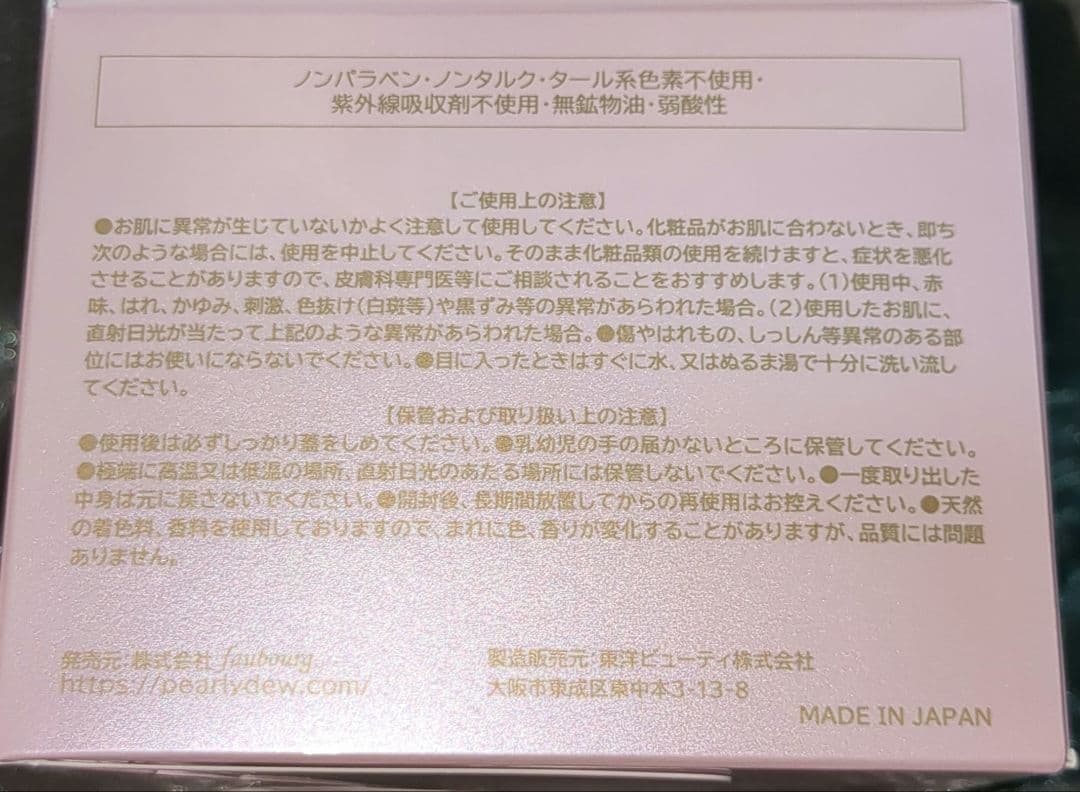 ノンパラベン・ノンタルク・タール系色素不使用・
紫外線吸収剤不使用・無鉱物油・弱酸性
【ご使用上の注意】
●お肌に異常が生じていないかよく注意して使用してください。化粧品がお肌に合わないとき、即ち
次のような場合には、使用を中止してください。そのまま化粧品類の使用を続けますと、症状を悪化
させることがありますので、皮膚科専門医等にご相談されることをおすすめします。(1)使用中、赤
味、はれ、かゆみ、刺激、色抜け(白斑等)や黒ずみ等の異常があらわれた場合。(2)使用したお肌に、
直射日光が当たって上記のような異常があらわれた場合。●傷やはれもの、しっしん等異常のある部
位にはお使いにならないでください。●目に入ったときはすぐに水、又はぬるま湯で十分に洗い流し
てください。
【保管および取り扱い上の注意】
●使用後は必ずしっかり蓋をしめてください。●乳幼児の手の届かないところに保管してください。
●極端に高温又は低温の場所、直射日光のあたる場所には保管しないでください。●一度取り出した
中身は元に戻さないでください。●開封後、長期間放置してからの再使用はお控えください。●天然
の着色料、香料を使用しておりますので、まれに色、香りが変化することがありますが、品質には問題
ありません。
発売元:株式会社 faubourg
https://pearlydew.com/
製造販売元:東洋ビューティ株式会社
大阪市東成区東中本3-13-8
MADE IN JAPAN